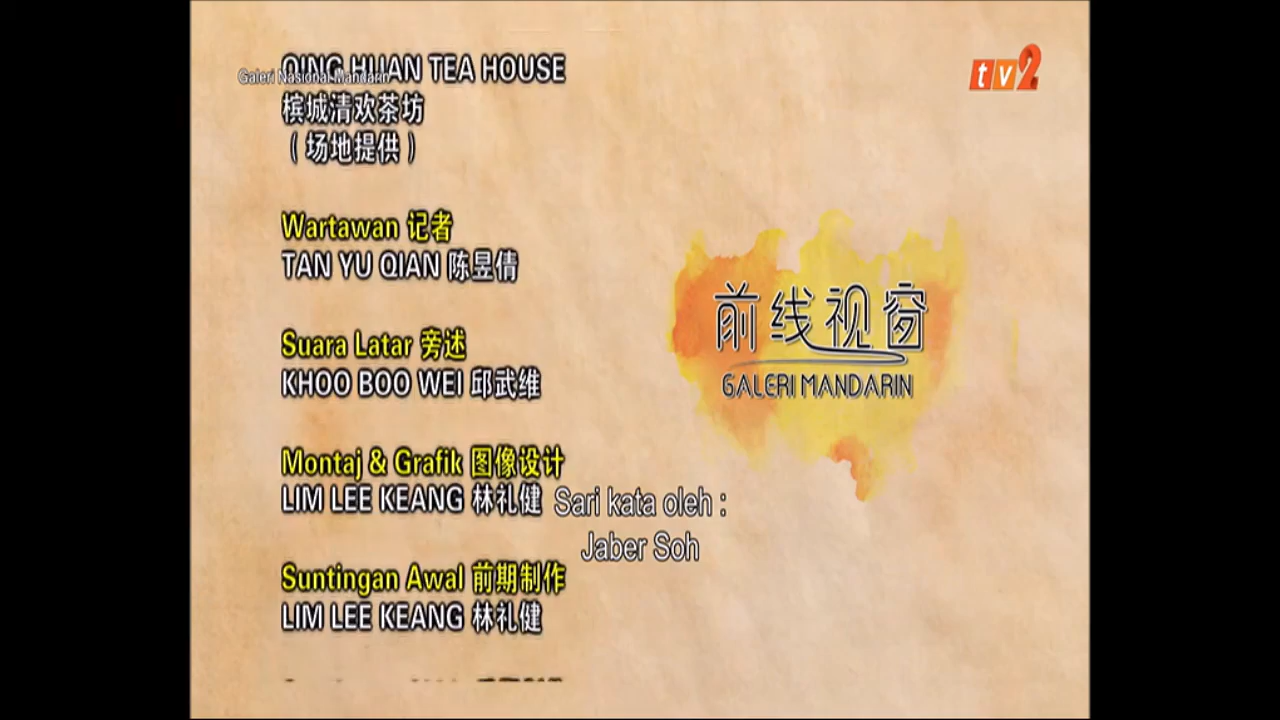 QING HUAN TEA HOUSE
Galeri Nasional Mandarin
槟城清欢茶坊
（场地提供）
tv2
Wartawan 记者
TAN YU QIAN 陈昱倩
Suara Latar 旁述
KHOO BOO WEI 邱武维
Montaj & Grafik 图像设计
LIM LEE KEANG 林礼健
Suntingan Awal 前期制作
LIM LEE KEANG 林礼健
前线视窗
GALERI MANDARIN
Sari kata oleh :
Jaber Soh